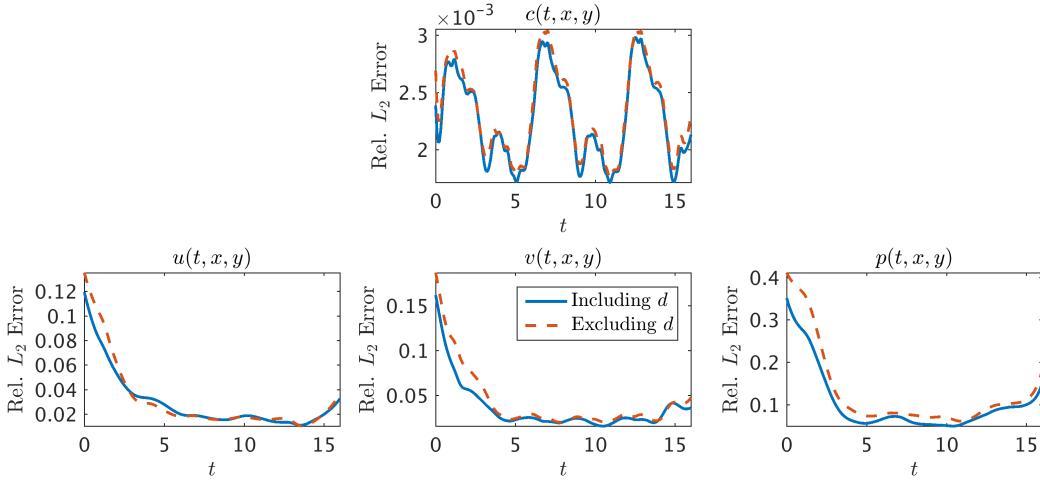 ×10⁻³
c(t, x, y)
Rel. L₂ Error
3
2.5
2
0 5 10 15
t
u(t, x, y)
Rel. L₂ Error
0.12
0.1
0.08
0.06
0.04
0.02
0 5 10 15
t
v(t, x, y)
Rel. L₂ Error
0.15
0.1
0.05
Including d
Excluding d
0 5 10 15
t
p(t, x, y)
Rel. L₂ Error
0.4
0.3
0.2
0.1
0 5 10 15
t